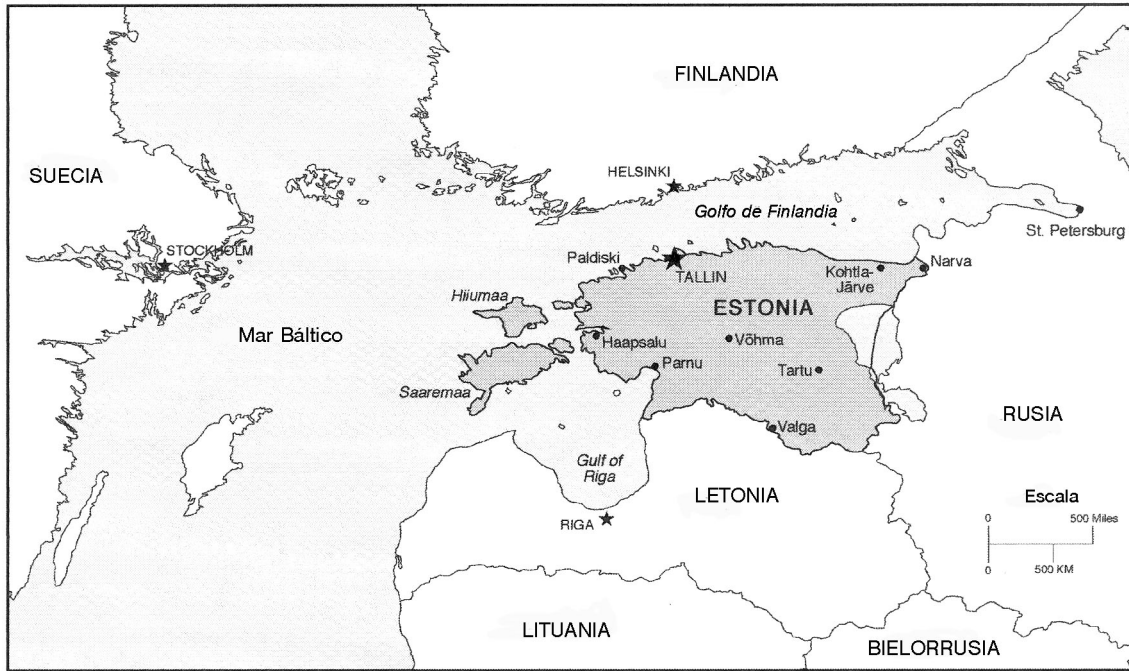 FINLANDIA
SUECIA
HELSINKI
Golfo de Finlandia
St. Petersburg
STOCKHOLM
Paldiski
TALLIN
Kohtla-
Järve
Narva
Hiiumaa
ESTONIA
Mar Báltico
Haapsalu
Võhma
Parnu
Tartu
Saaremaa
RUSIA
Valga
Gulf of
Riga
LETONIA
Escala
RIGA
0 500 Miles
0 500 KM
LITUANIA
BIELORRUSIA